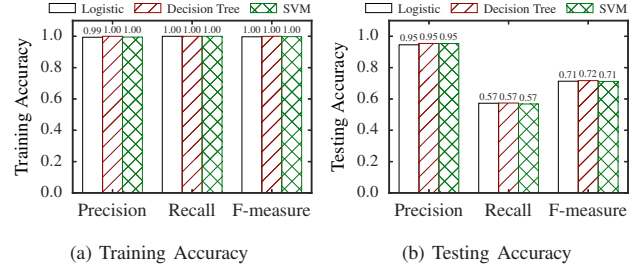 Logistic Decision Tree SVM
0.99 1.00 1.00 1.00 1.00 1.00 1.00 1.00 1.00
Training Accuracy
1.0
0.8
0.6
0.4
0.2
0.0
Precision Recall F-measure
(a) Training Accuracy
Logistic Decision Tree SVM
0.95 0.95 0.95
0.57 0.57 0.57
0.71 0.72 0.71
Testing Accuracy
1.0
0.8
0.6
0.4
0.2
0.0
Precision Recall F-measure
(b) Testing Accuracy